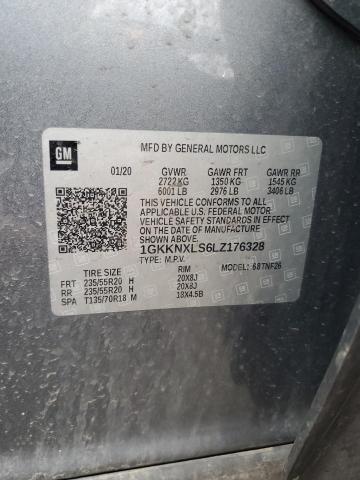 GM
MFD BY GENERAL MOTORS LLC
01/20 GVWR GAWR FRT GAWR RR
2722 KG 1350 KG 1545 KG
6001 LB 2976 LB 3406 LB
THIS VEHICLE CONFORMS TO ALL
APPLICABLE U.S. FEDERAL MOTOR
VEHICLE SAFETY STANDARDS IN EFFECT
ON THE DATE OF MANUFACTURE
SHOWN ABOVE.
1GKKNXLS6LZ176328
TYPE: M.P.V. MODEL: 68TNF26
TIRE SIZE RIM
FRT 235/55R20 H 20X8J
RR 235/55R20 H 20X8J
SPA T135/70R18 M 18X4.5B